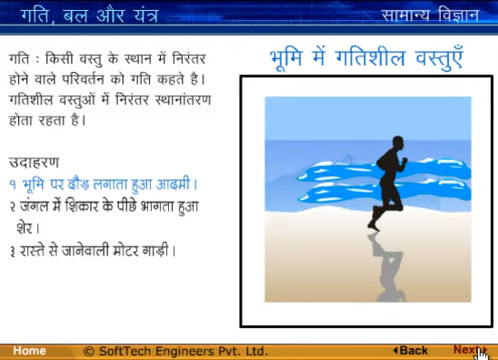 गति, बल और यंत्र
सामान्य विज्ञान
गति : किसी वस्तु के स्थान में निरंतर
होने वाले परिवर्तन को गति कहते है।
गतिशील वस्तुओं में निरंतर स्थानांतरण
होता रहता है।
उदाहरण
१ भूमि पर दौड़ लगाता हुआ आदमी।
२ जंगल में शिकार के पीछे भागता हुआ
शेर।
३ रास्ते से जानेवाली मोटर गाड़ी।
भूमि में गतिशील वस्तुएँ
Home
© SoftTech Engineers Pvt. Ltd.
Back
Next